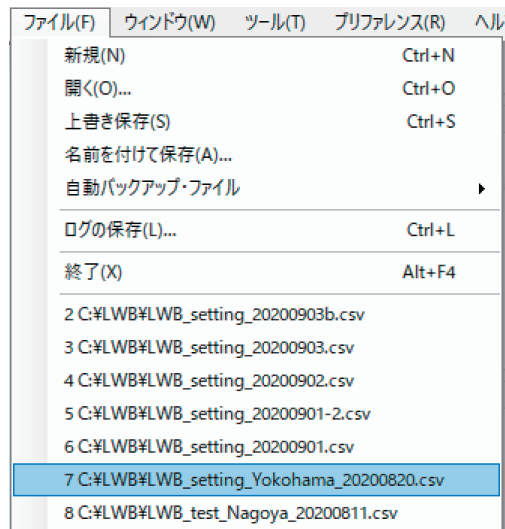 ファイル(F) ウィンドウ(W) ツール(T) プリファレンス(R)
新規(N) Ctrl+N
開く(O)... Ctrl+O
上書き保存(S) Ctrl+S
名前を付けて保存(A)...
自動バックアップ・ファイル
ログの保存(L)... Ctrl+L
終了(X) Alt+F4
2 C:¥LWB¥LWB_setting_20200903b.csv
3 C:¥LWB¥LWB_setting_20200903.csv
4 C:¥LWB¥LWB_setting_20200902.csv
5 C:¥LWB¥LWB_setting_20200901-2.csv
6 C:¥LWB¥LWB_setting_20200901.csv
7 C:¥LWB¥LWB_setting_Yokohama_20200820.csv
8 C:¥LWB¥LWB_test_Nagoya_20200811.csv